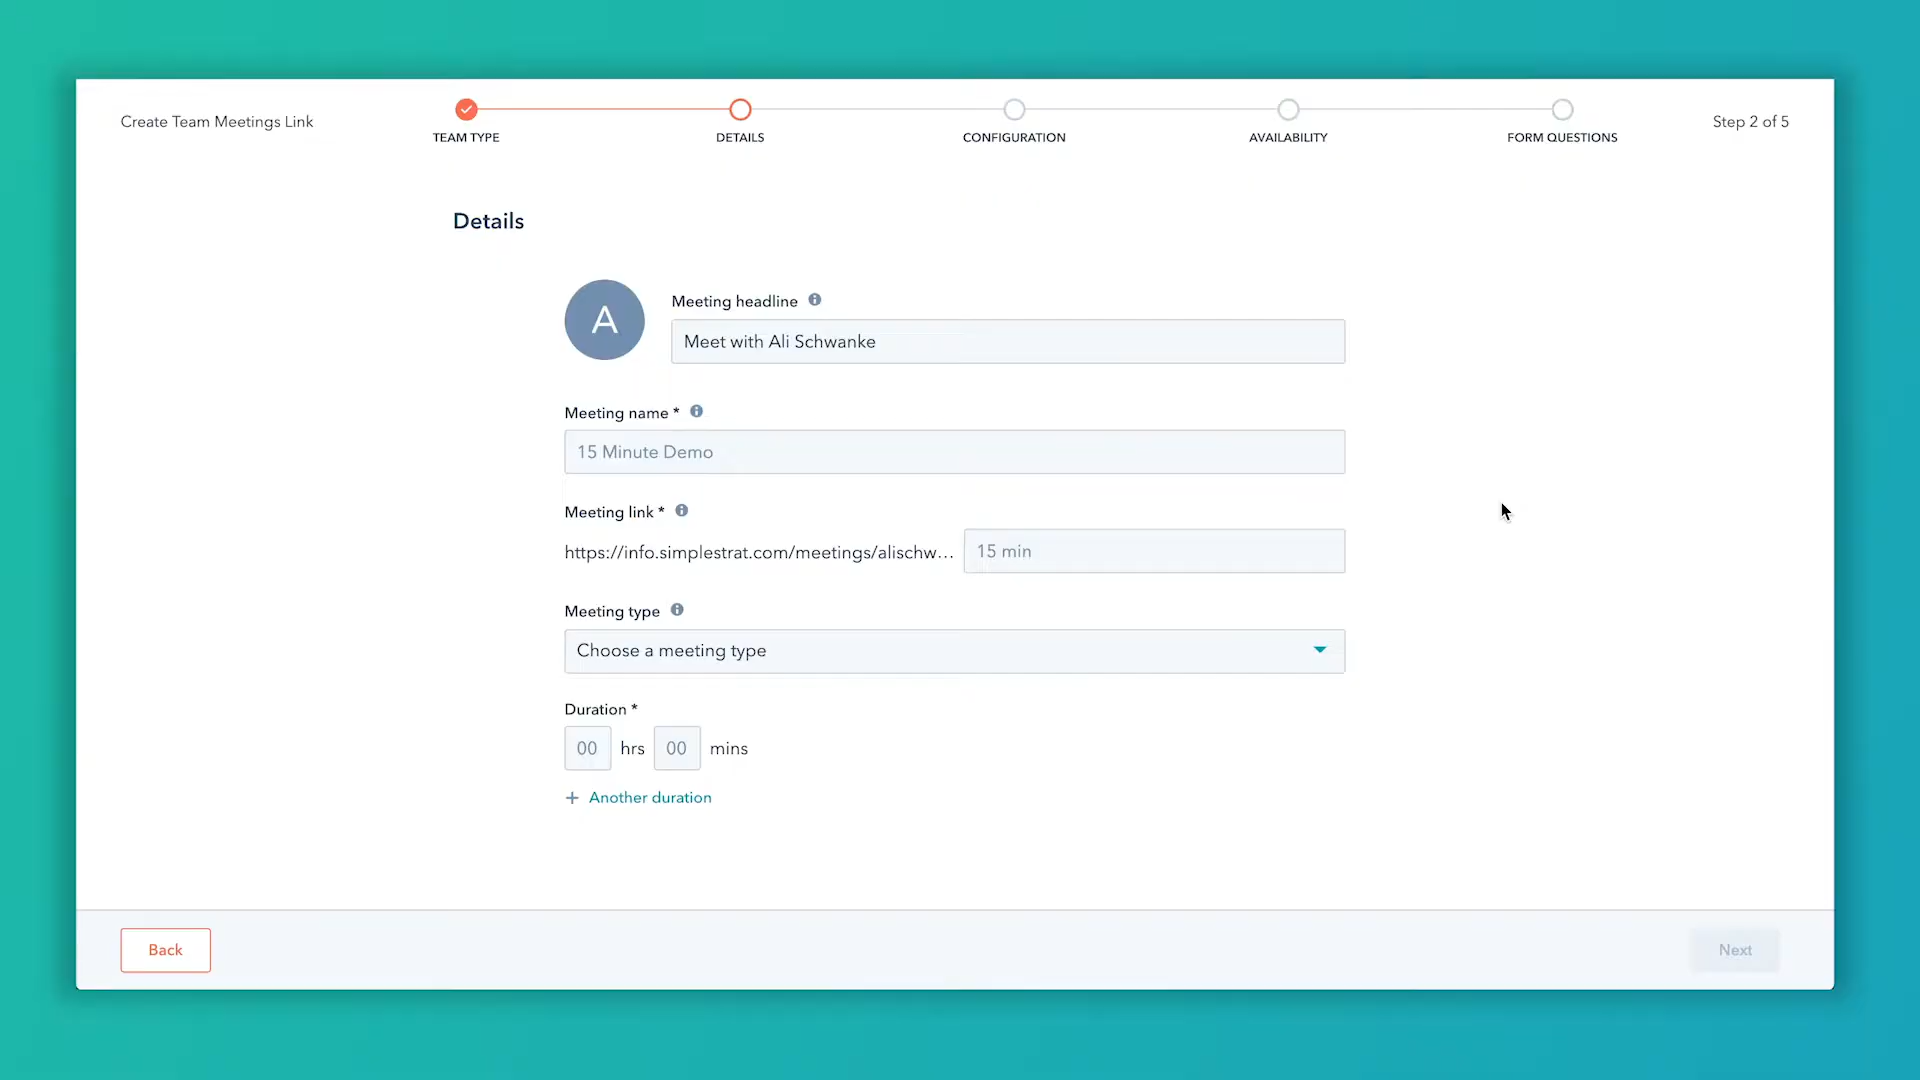 Create Team Meetings Link
TEAM TYPE
DETAILS
CONFIGURATION
AVAILABILITY
FORM QUESTIONS
Step 2 of 5
Details
A
Meeting headline
Meet with Ali Schwanke
Meeting name *
15 Minute Demo
Meeting link *
https://info.simplestrat.com/meetings/alischw...
15 min
Meeting type
Choose a meeting type
Duration *
00 hrs 00 mins
+ Another duration
Back
Next